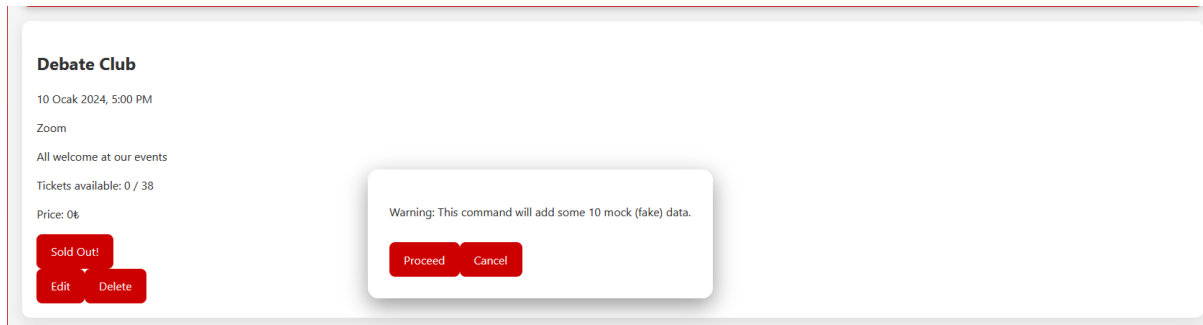 Debate Club
10 Ocak 2024, 5:00 PM
Zoom
All welcome at our events
Tickets available: 0 / 38
Price: 0₺
Sold Out!
Edit Delete
Warning: This command will add some 10 mock (fake) data.
Proceed Cancel